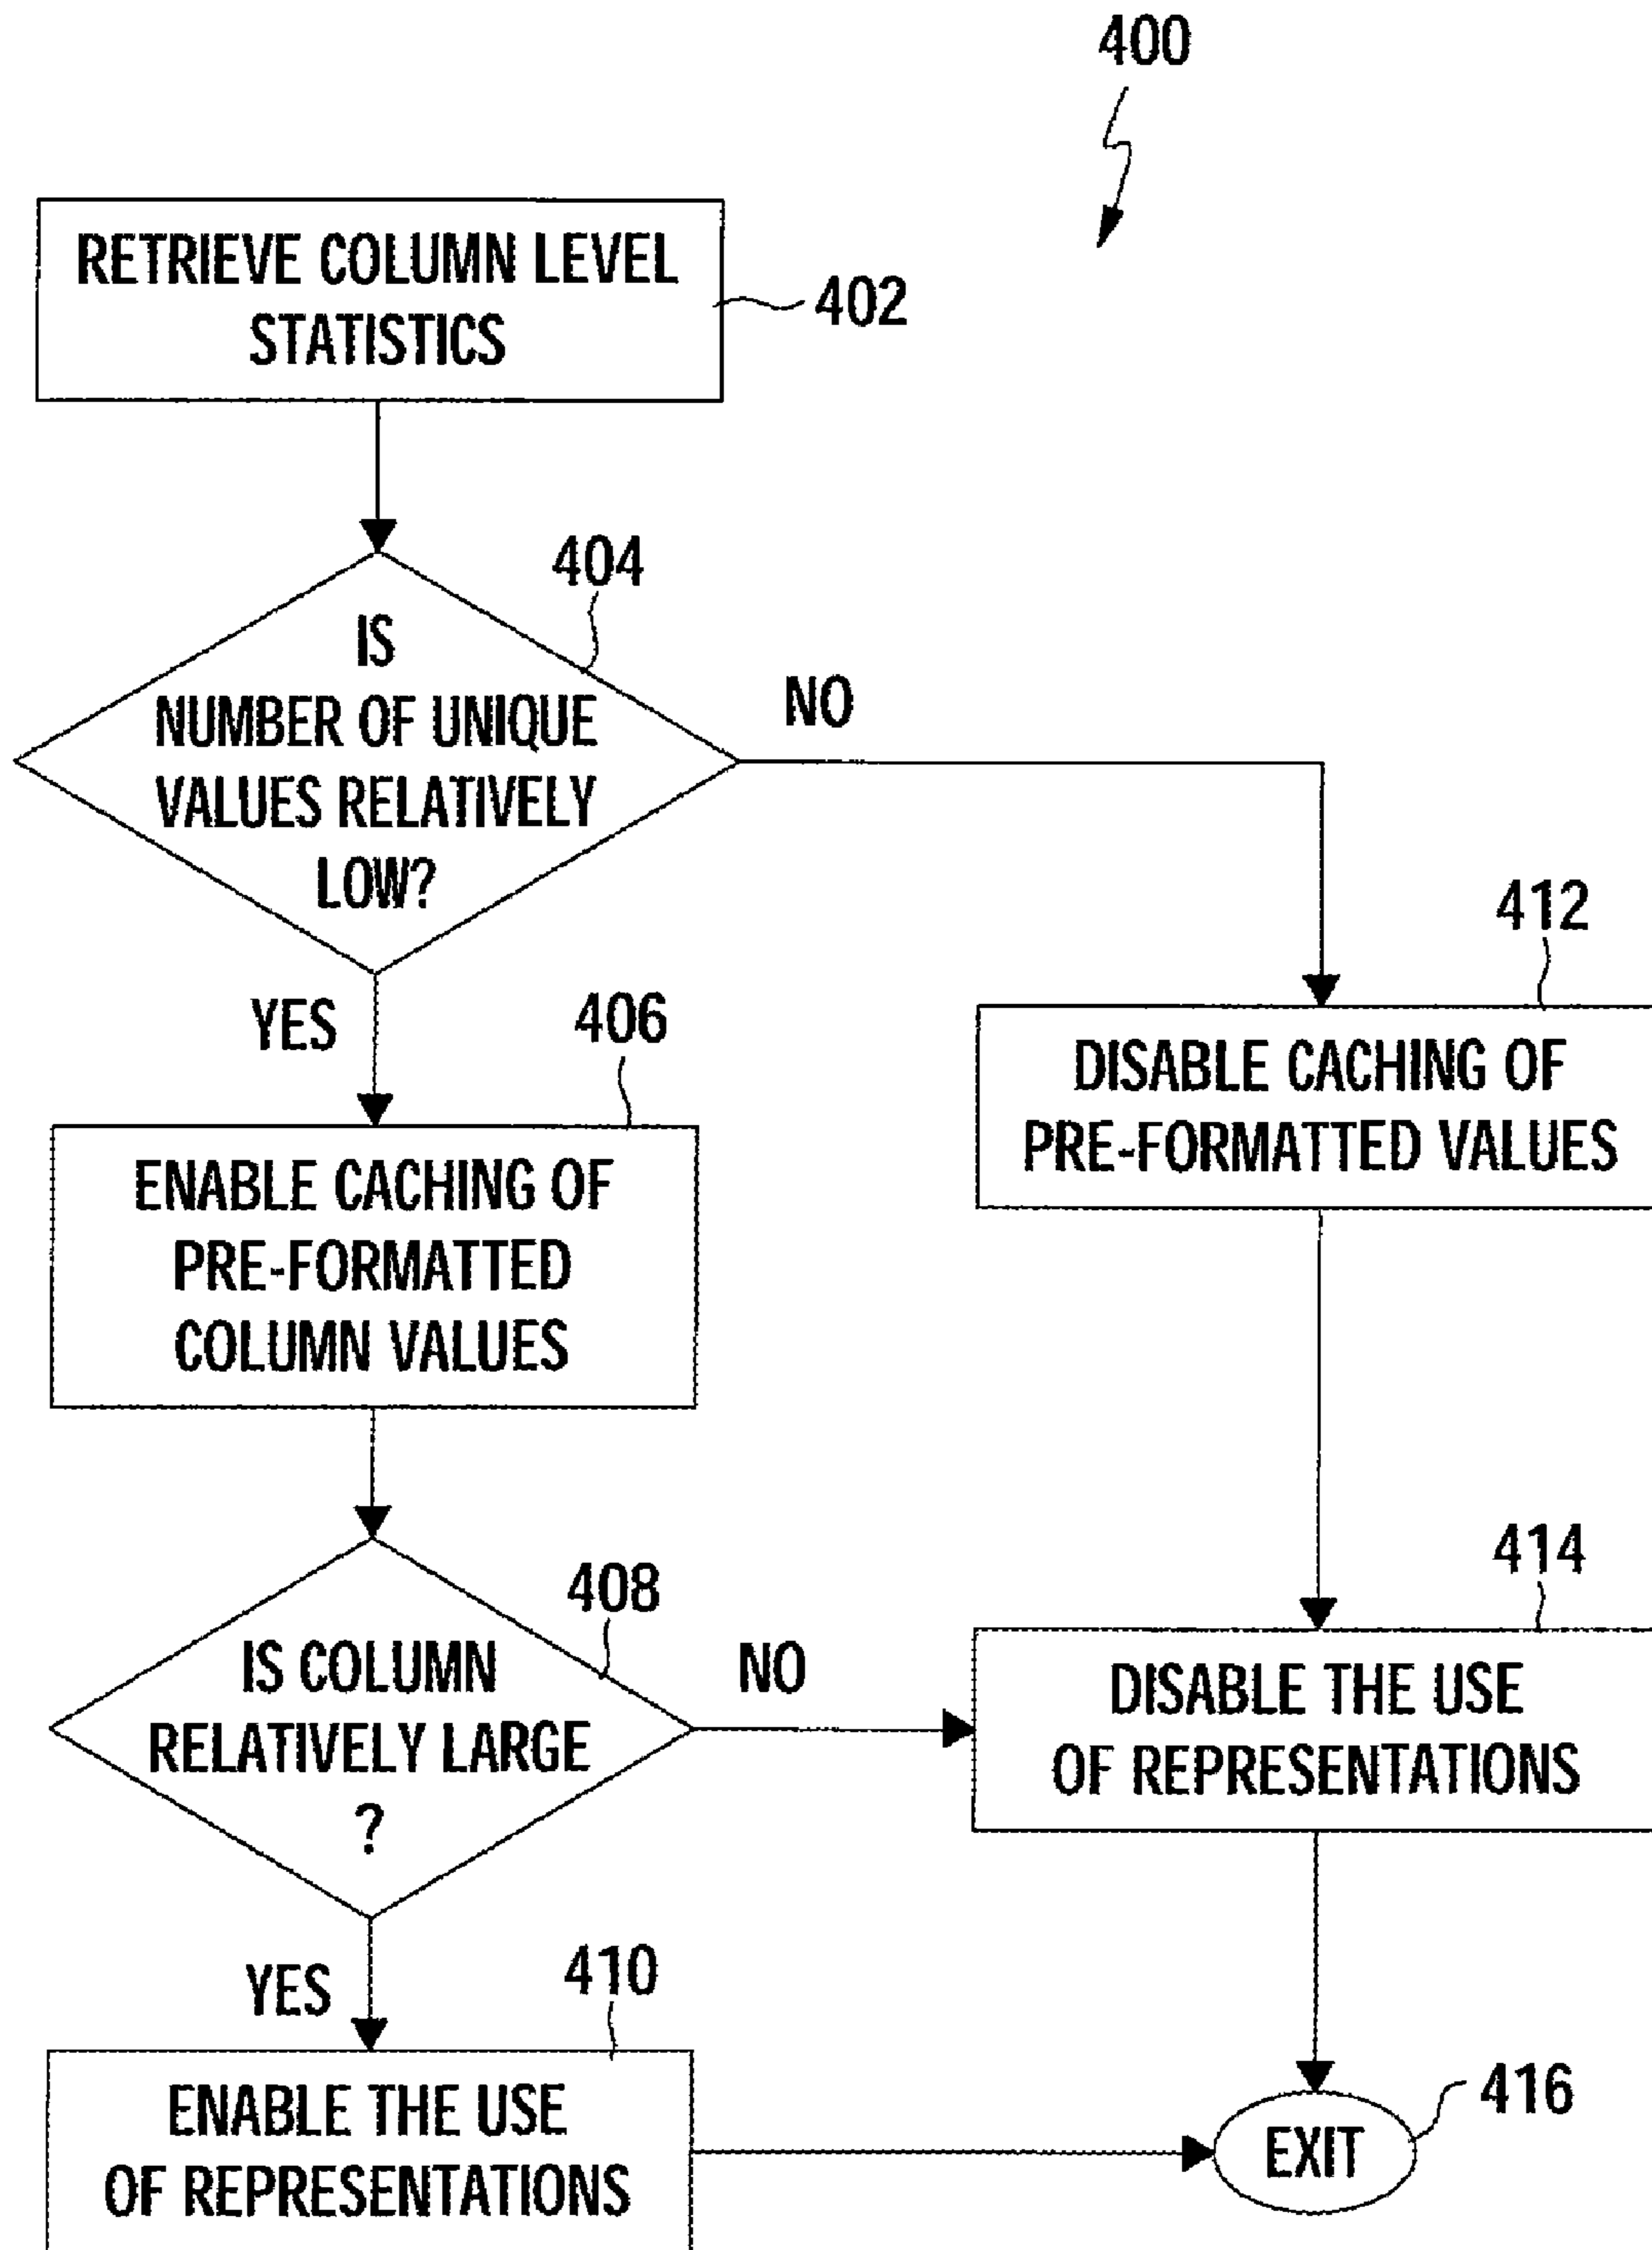 400
RETRIEVE COLUMN LEVEL
STATISTICS
402
404
IS
NUMBER OF UNIQUE
VALUES RELATIVELY
LOW?
NO
YES
412
DISABLE CACHING OF
PRE-FORMATTED VALUES
406
ENABLE CACHING OF
PRE-FORMATTED
COLUMN VALUES
408
IS COLUMN
RELATIVELY LARGE
?
NO
YES
414
DISABLE THE USE
OF REPRESENTATIONS
410
ENABLE THE USE
OF REPRESENTATIONS
EXIT
416